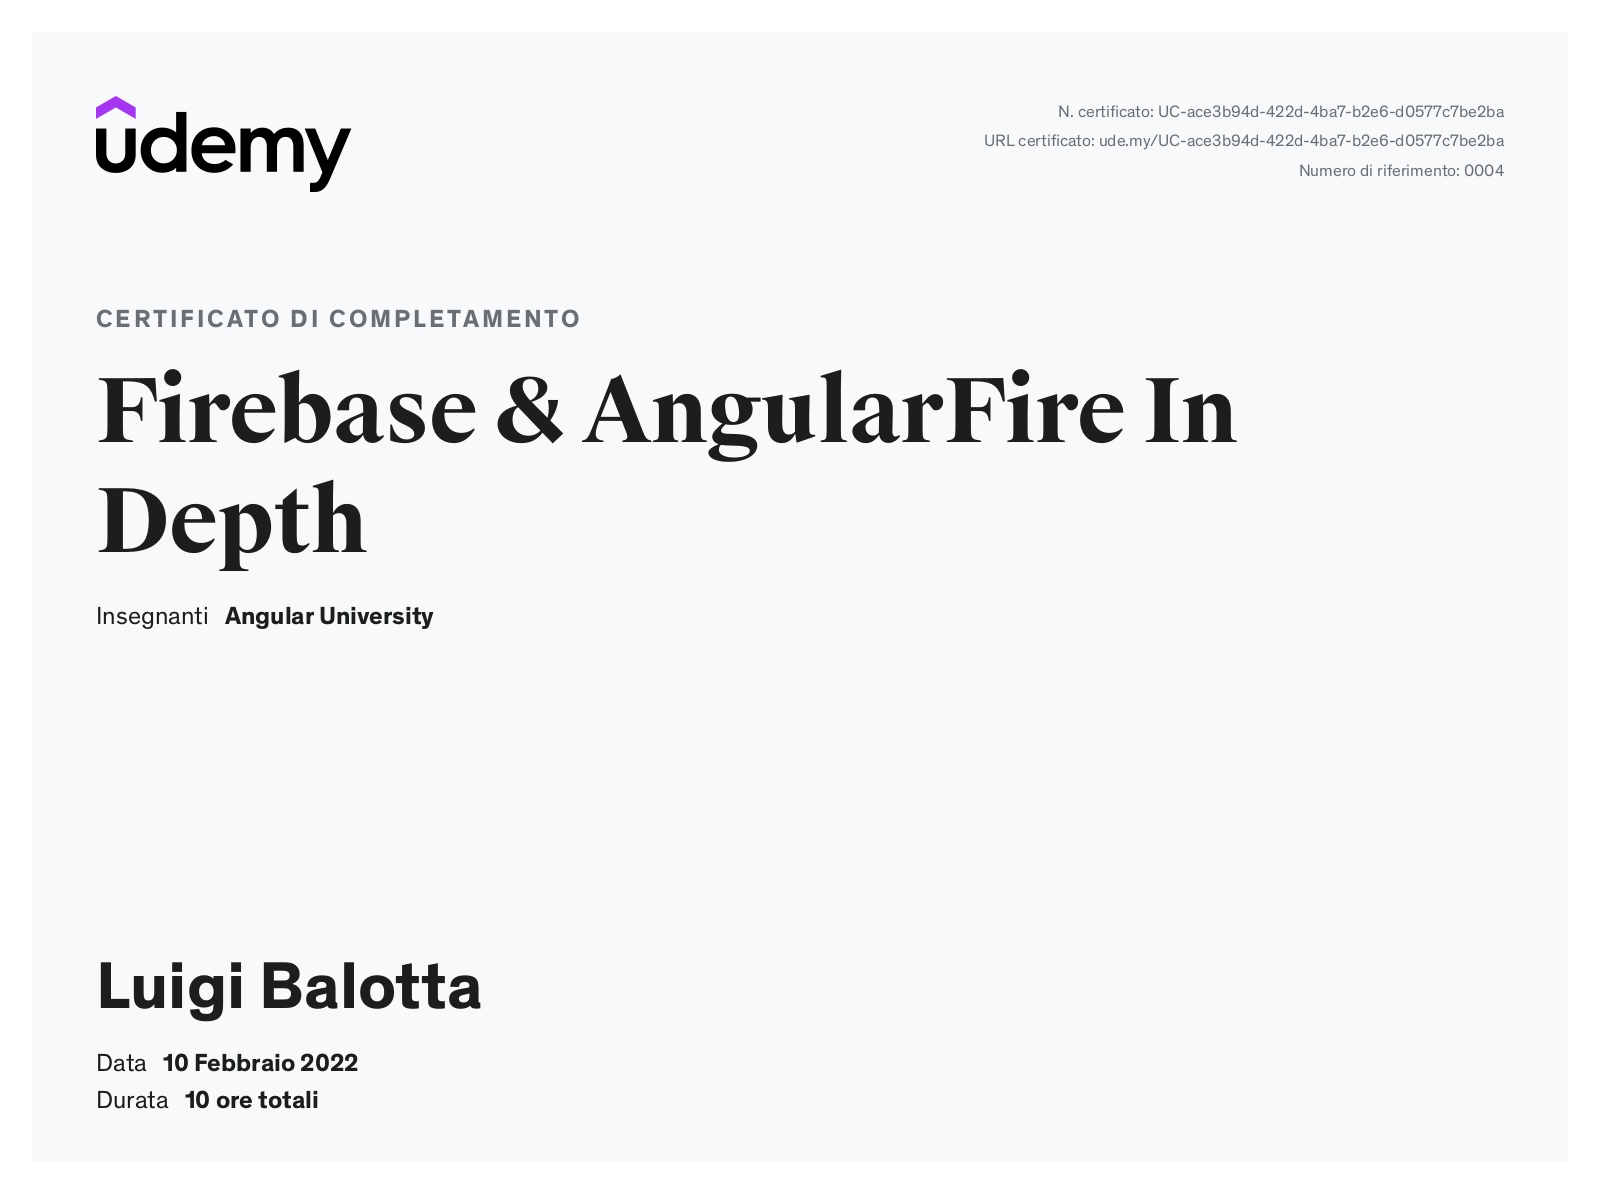 udemy
N. certificato: UC-ace3b94d-422d-4ba7-b2e6-d0577c7be2ba
URL certificato: ude.my/UC-ace3b94d-422d-4ba7-b2e6-d0577c7be2ba
Numero di riferimento: 0004
CERTIFICATO DI COMPLETAMENTO
Firebase & AngularFire In
Depth
Insegnanti Angular University
Luigi Balotta
Data 10 Febbraio 2022
Durata 10 ore totali